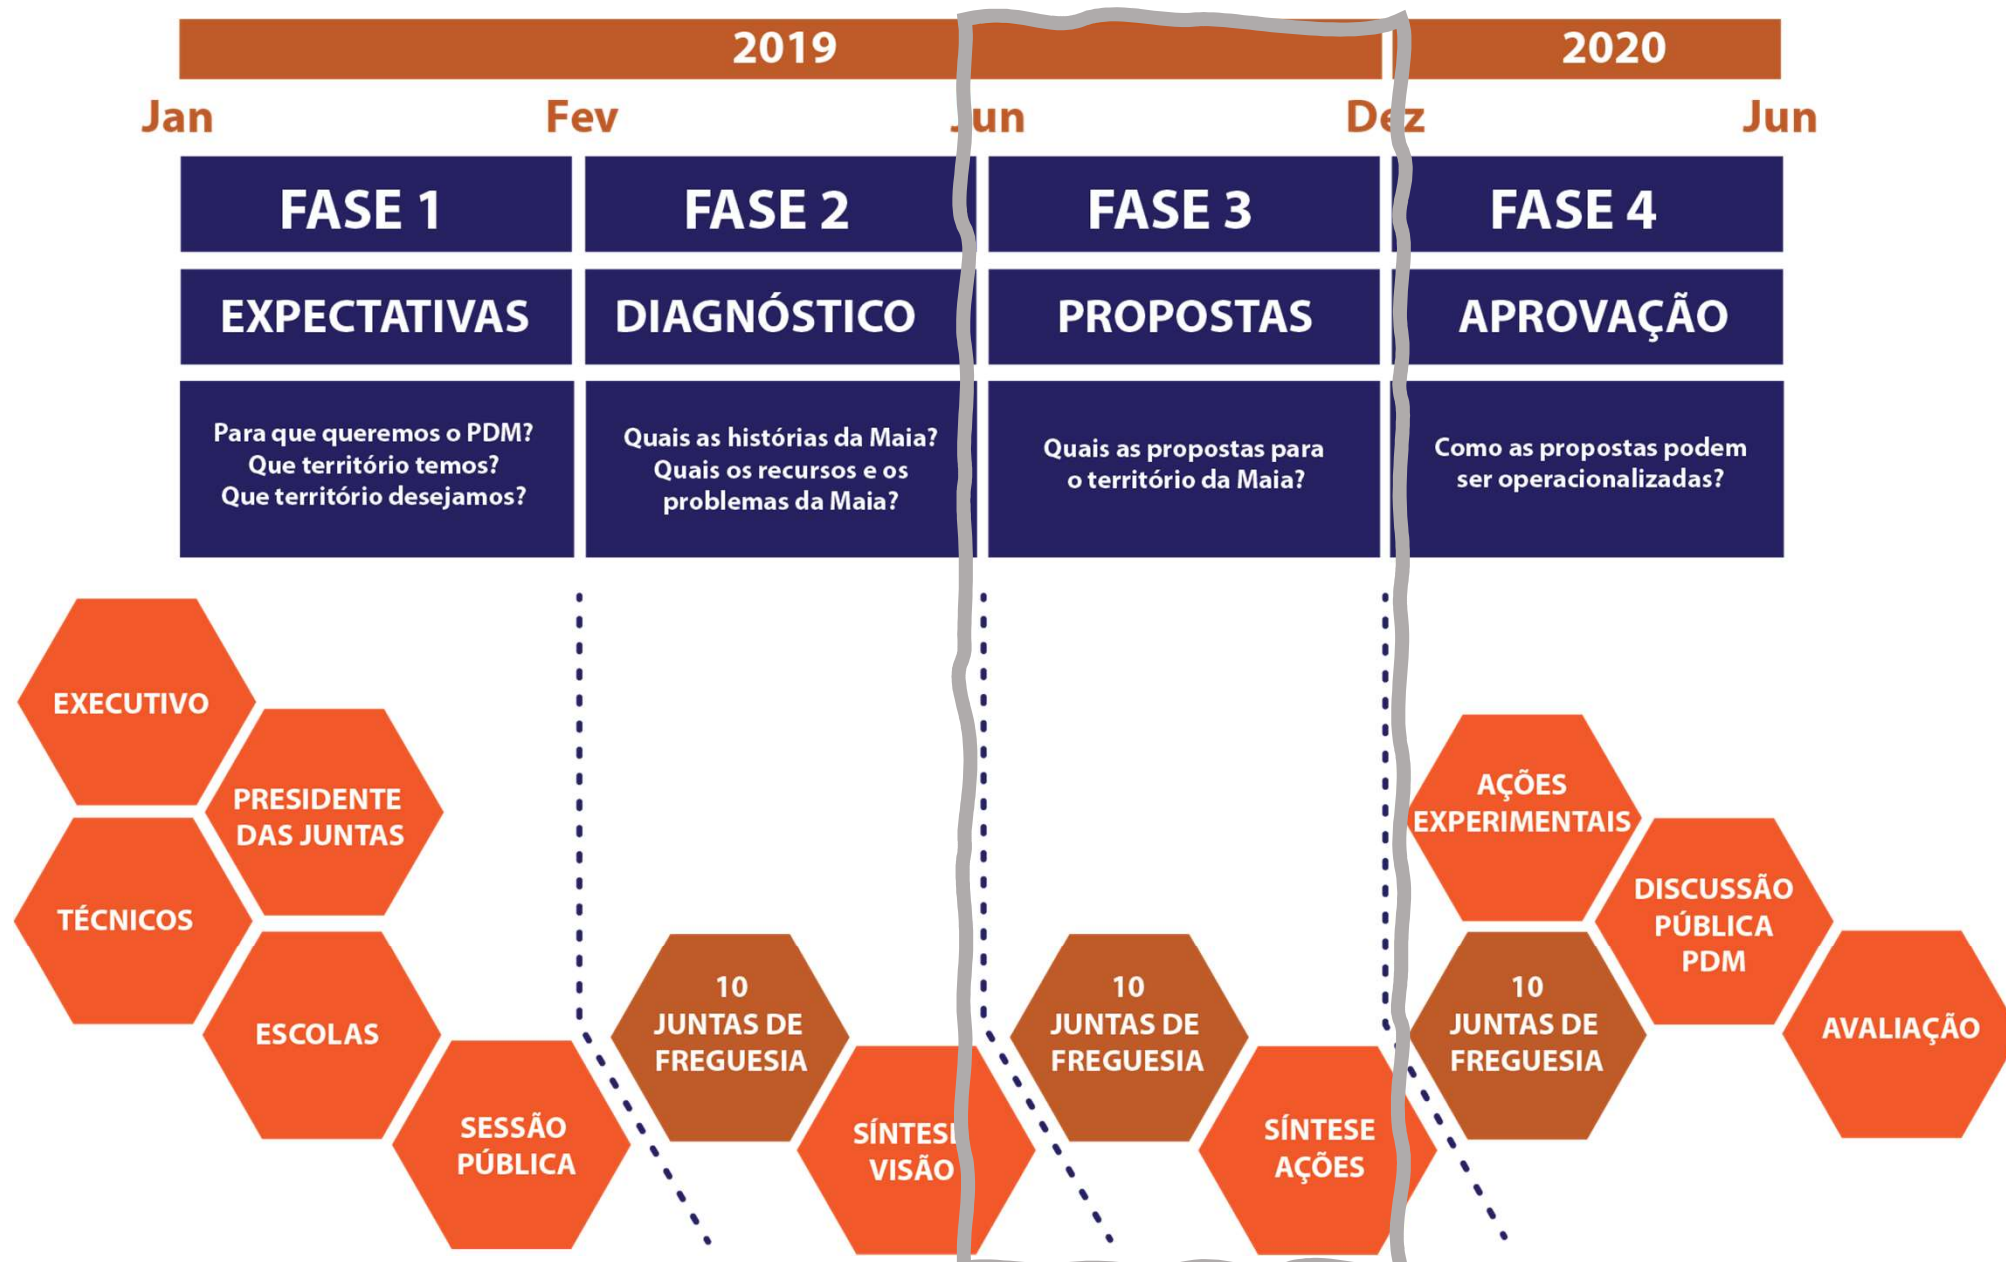 2019
2020
Jan
Fev
Jun
Dez
Jun
FASE 1
FASE 2
FASE 3
FASE 4
EXPECTATIVAS
DIAGNÓSTICO
PROPOSTAS
APROVAÇÃO
Para que queremos o PDM?
Que território temos?
Que território desejamos?
Quais as histórias da Maia?
Quais os recursos e os
problemas da Maia?
Quais as propostas para
o território da Maia?
Como as propostas podem
ser operacionalizadas?
EXECUTIVO
PRESIDENTE
DAS JUNTAS
TÉCNICOS
ESCOLAS
SESSÃO
PÚBLICA
10
JUNTAS DE
FREGUESIA
SÍNTESE
VISÃO
10
JUNTAS DE
FREGUESIA
SÍNTESE
AÇÕES
AÇÕES
EXPERIMENTAIS
DISCUSSÃO
PÚBLICA
PDM
10
JUNTAS DE
FREGUESIA
AVALIAÇÃO